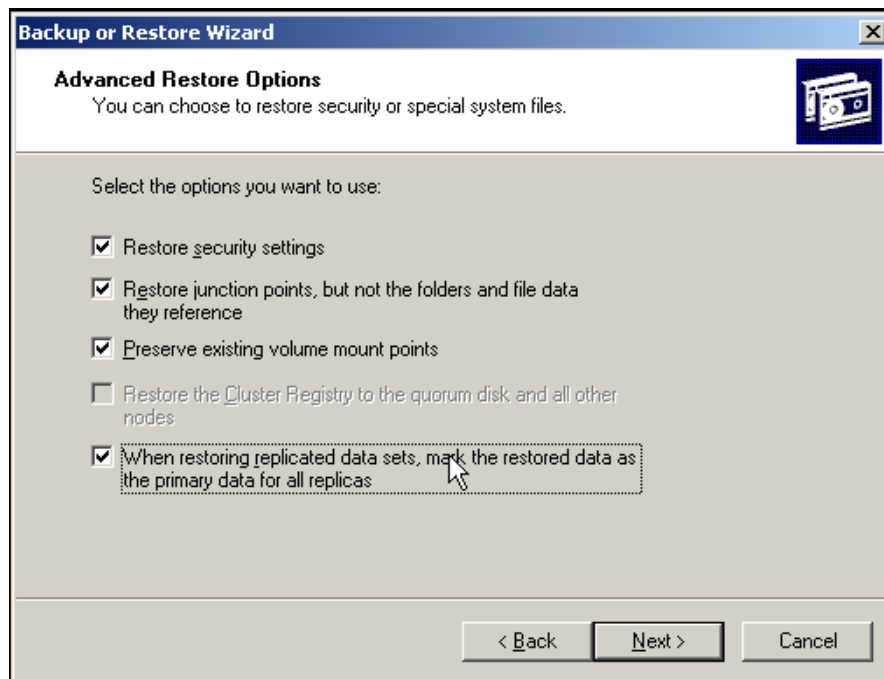 Backup or Restore Wizard
Advanced Restore Options
You can choose to restore security or special system files.
Select the options you want to use:
Restore security settings
Restore junction points, but not the folders and file data
they reference
Preserve existing volume mount points
Restore the Cluster Registry to the quorum disk and all other
nodes
When restoring replicated data sets, mark the restored data as
the primary data for all replicas
< Back
Next >
Cancel